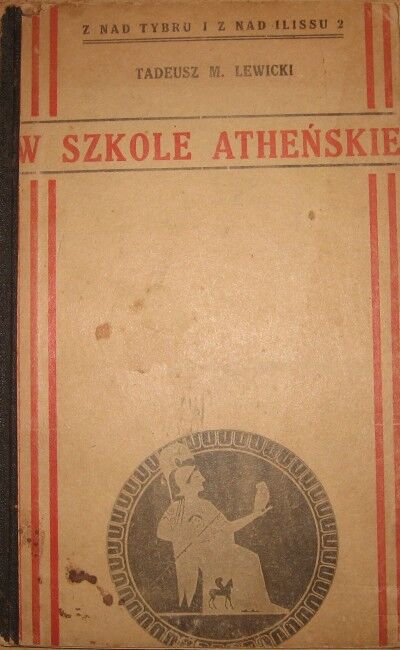 Z NAD TYBRU I Z NAD ILISSU 2
TADEUSZ M. LEWICKI
W SZKOLE ATHEŃSKIE